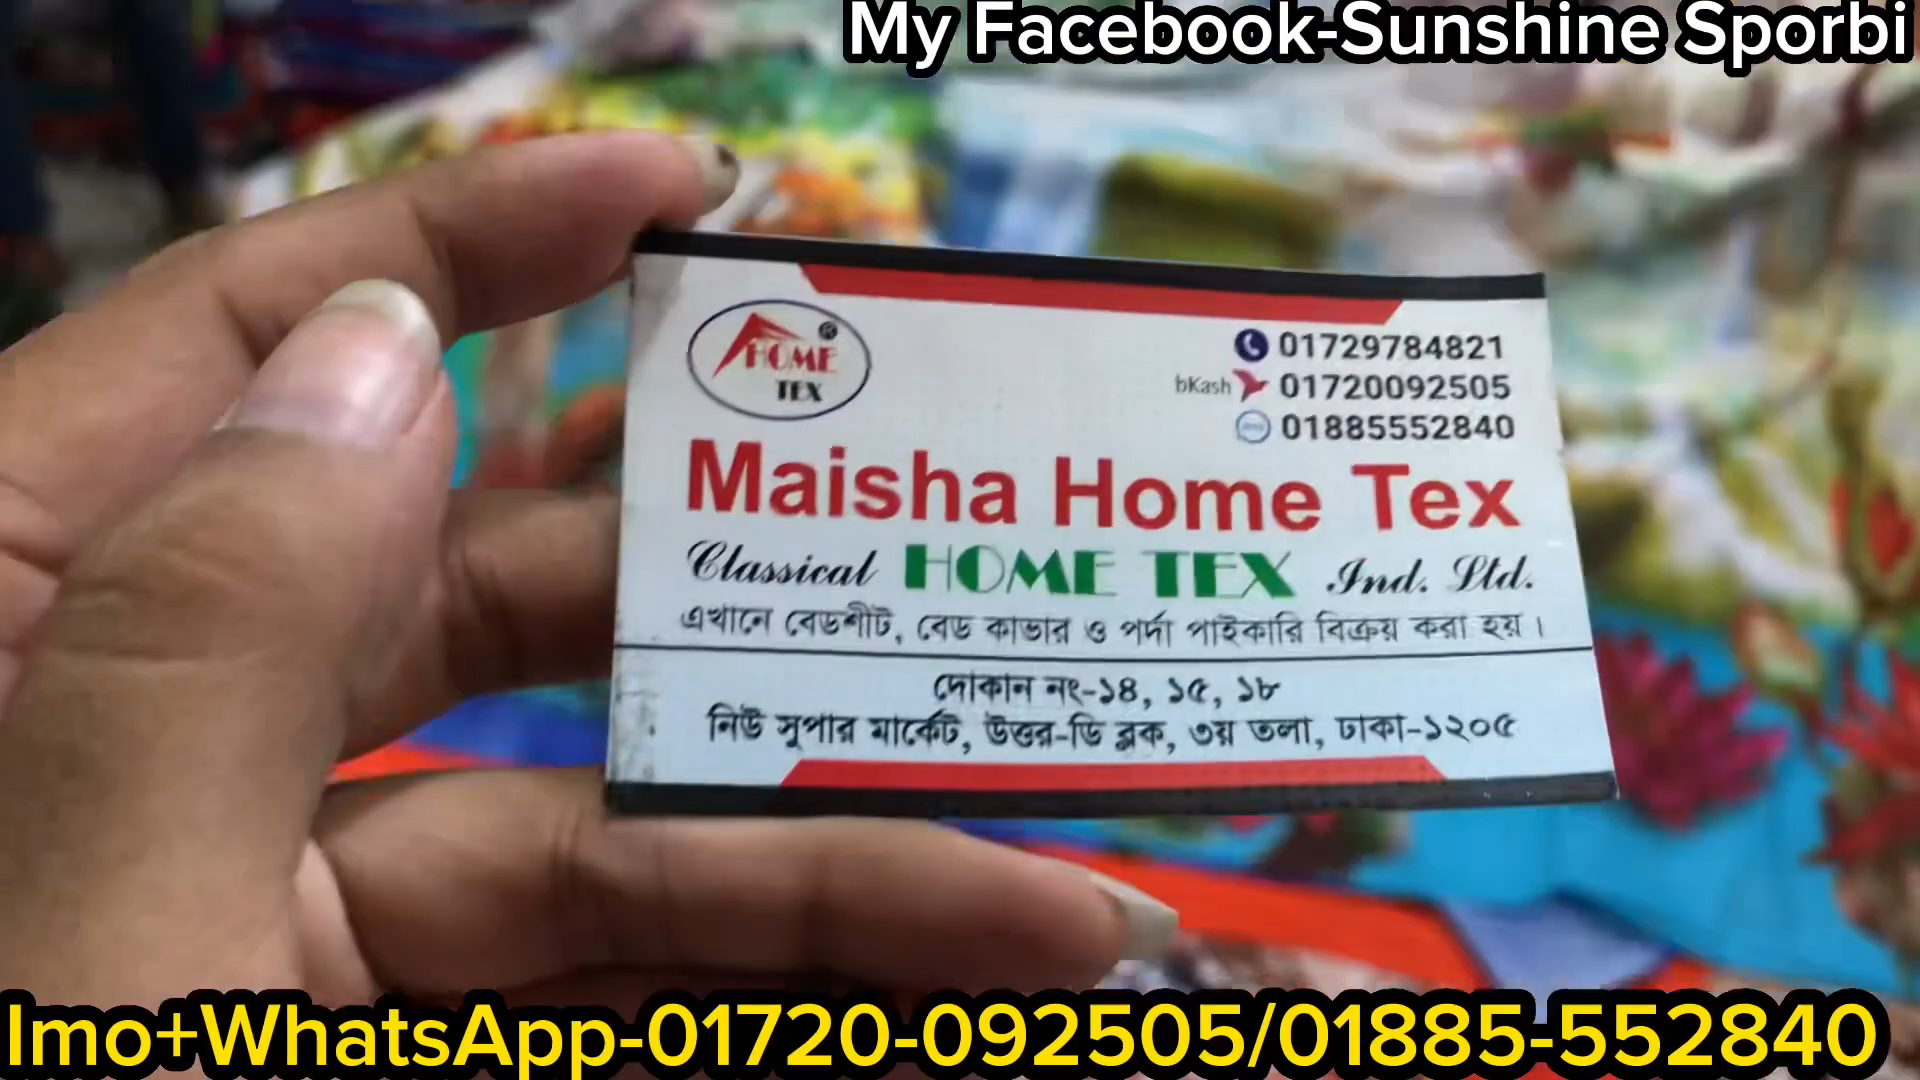 My Facebook-Sunshine Sporbi
HOME
TEX
®
01729784821
bKash 01720092505
01885552840
Maisha Home Tex
Classical HOME TEX Ind. Ltd.
এখানে বেডশীট, বেড কাভার ও পর্দা পাইকারি বিক্রয় করা হয়।
দোকান নং-১৪, ১৫, ১৮
নিউ সুপার মার্কেট, উত্তর-ডি ব্লক, ৩য় তলা, ঢাকা-১২০৫
Imo+WhatsApp-01720-092505/01885-552840